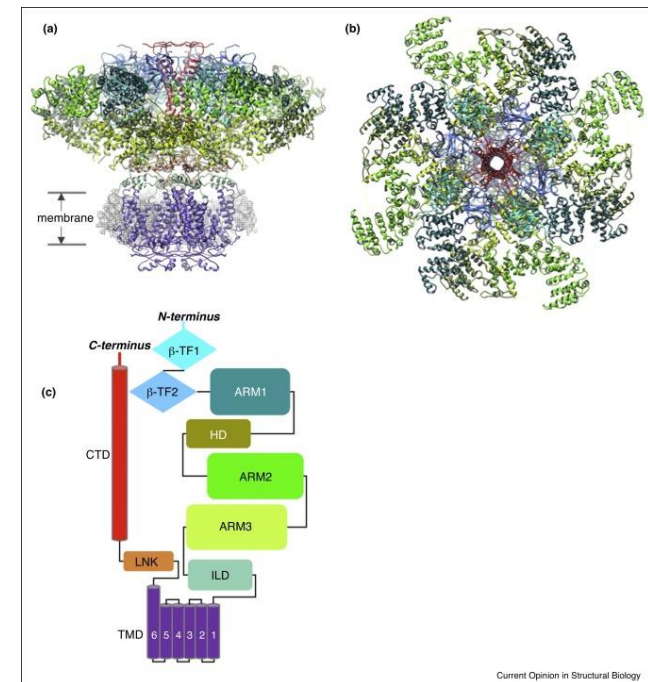 (a)
(b)
membrane
N-terminus
C-terminus
β-TF1
(c)
β-TF2
ARM1
CTD
HD
ARM2
ARM3
LNK
ILD
TMD
6 5 4 3 2 1
Current Opinion in Structural Biology